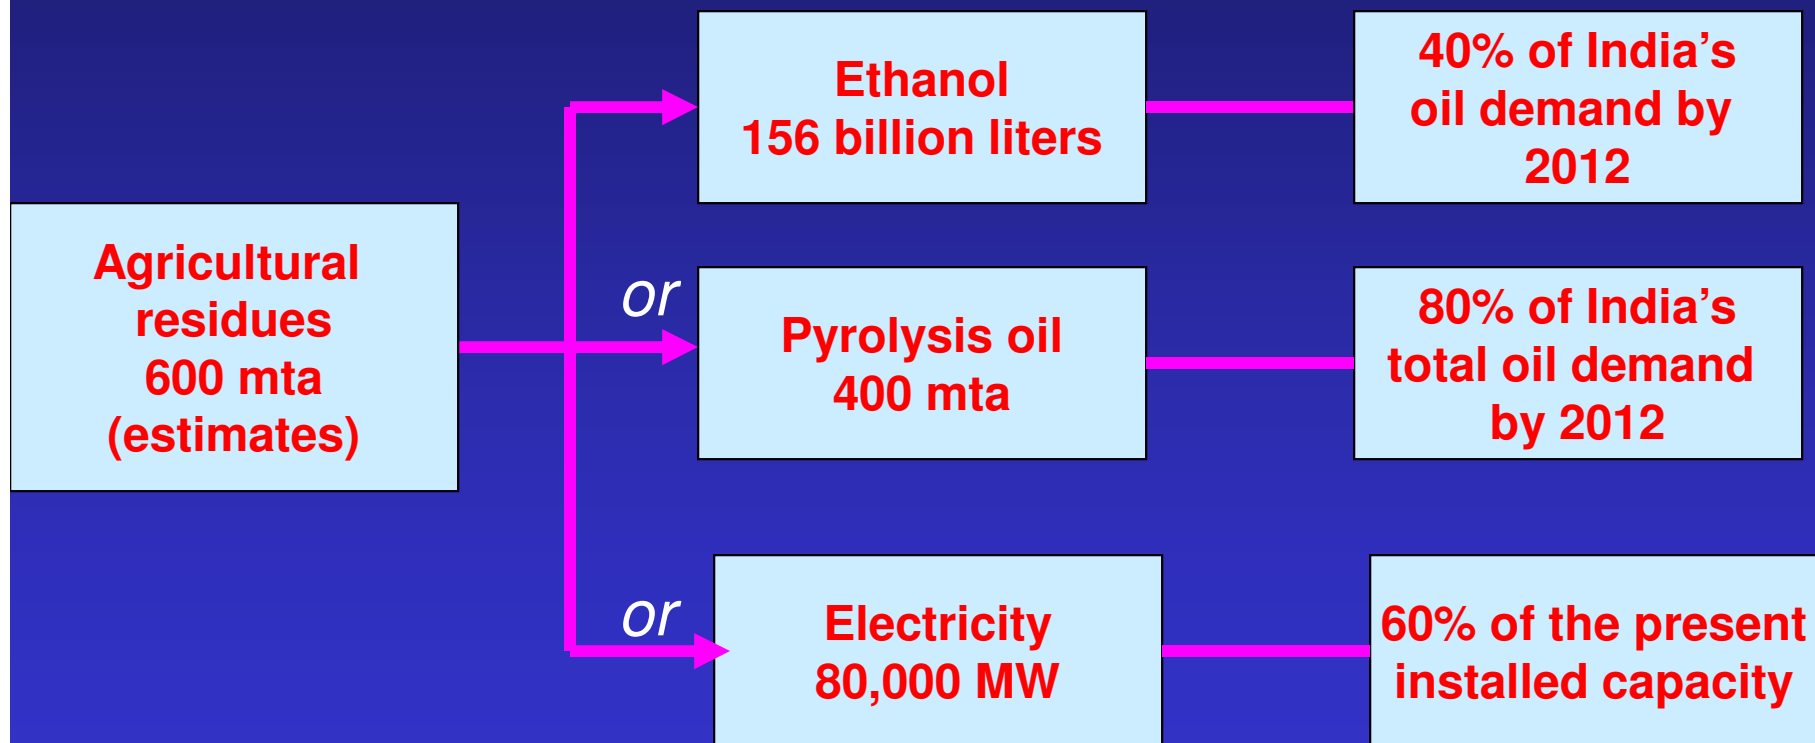 Agricultural
residues
600 mta
(estimates)
Ethanol
156 billion liters
40% of India’s
oil demand by
2012
or
Pyrolysis oil
400 mta
80% of India’s
total oil demand
by 2012
or
Electricity
80,000 MW
60% of the present
installed capacity